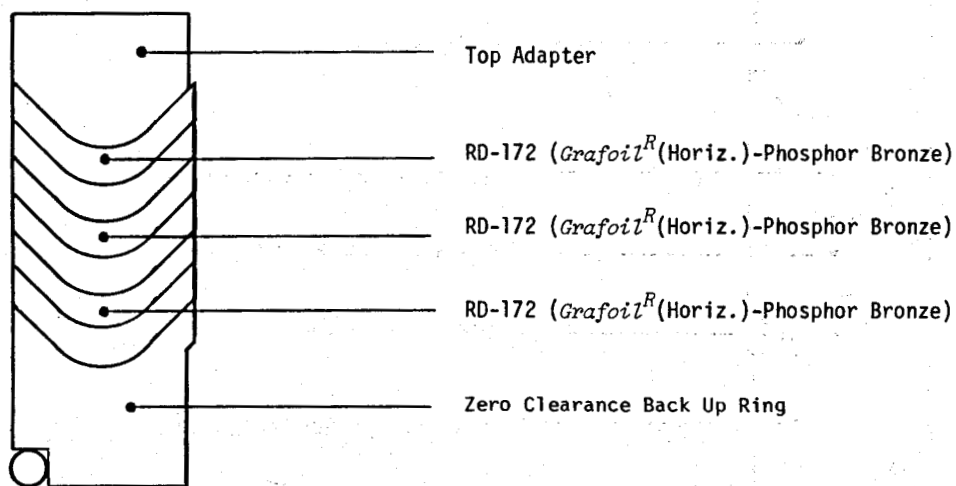 Top Adapter
RD-172 (Grafoil^R(Horiz.)-Phosphor Bronze)
RD-172 (Grafoil^R(Horiz.)-Phosphor Bronze)
RD-172 (Grafoil^R(Horiz.)-Phosphor Bronze)
Zero Clearance Back Up Ring